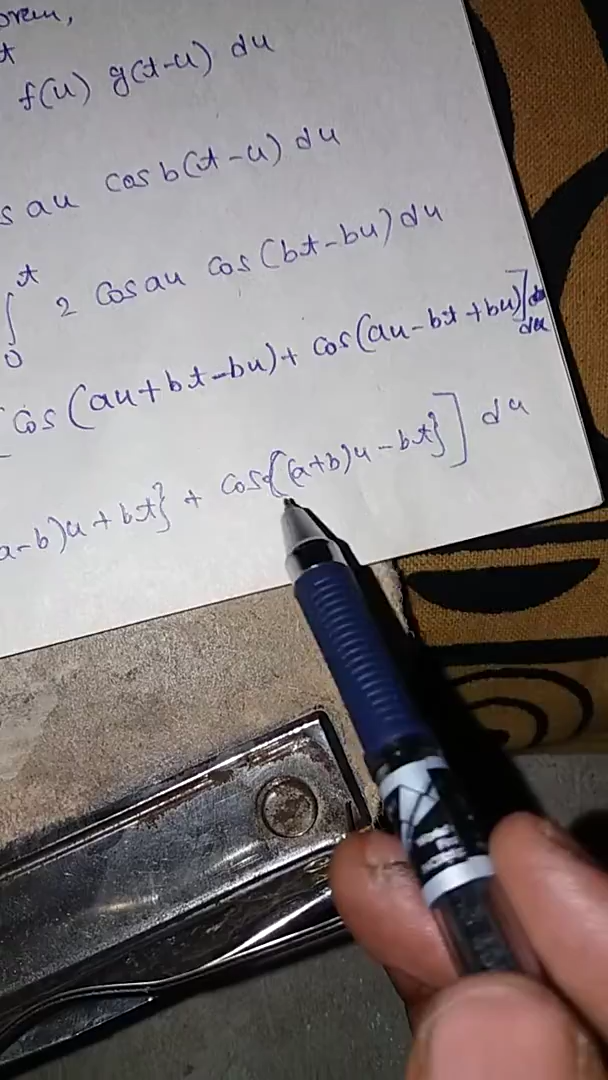 orem,
t
f(u) g(t-u) du
s au cos b(t-u) du
∫₀ᵗ 2 cos au cos (bt-bu) du
[cos (au+bt-bu) + cos (au-bt+bu)] du
a-b)u + bt} + cos{(a+b)u - bt}] du